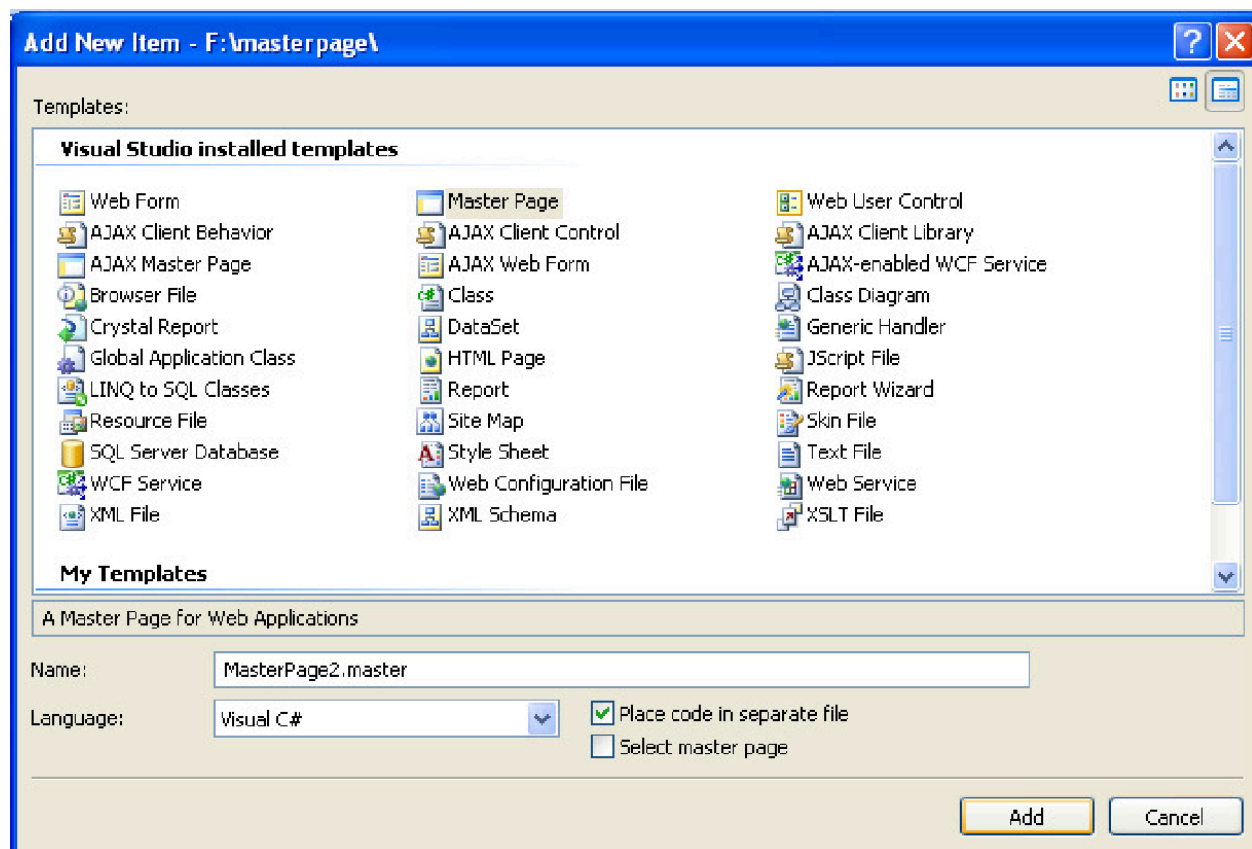 Add New Item - F:\masterpage\
Templates:
Visual Studio installed templates
Web Form Master Page Web User Control
AJAX Client Behavior AJAX Client Control AJAX Client Library
AJAX Master Page AJAX Web Form AJAX-enabled WCF Service
Browser File Class Class Diagram
Crystal Report DataSet Generic Handler
Global Application Class HTML Page JScript File
LINQ to SQL Classes Report Report Wizard
Resource File Site Map Skin File
SQL Server Database Style Sheet Text File
WCF Service Web Configuration File Web Service
XML File XML Schema XSLT File
My Templates
A Master Page for Web Applications
Name: MasterPage2.master
Language: Visual C# Place code in separate file
Select master page
Add Cancel